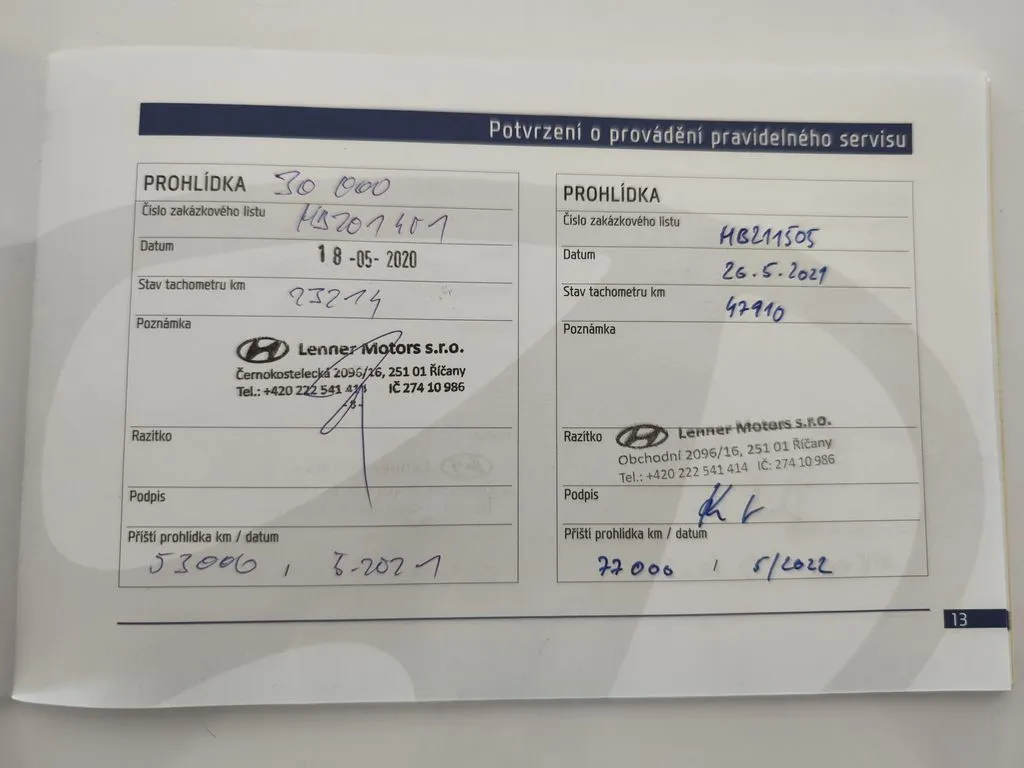 Potvrzení o provádění pravidelného servisu
PROHLÍDKA 30 000
Číslo zakázkového listu
HB201401
Datum
18-05-2020
Stav tachometru km
23214
Poznámka
Lenner Motors s.r.o.
Černokostelecká 2096/16, 251 01 Říčany
Tel.: +420 222 541 414 IČ 274 10 986
-8-
Razítko
Podpis
Příští prohlídka km / datum
53000 , 5-2021
PROHLÍDKA
Číslo zakázkového listu
HB211505
Datum
26.5.2021
Stav tachometru km
47910
Poznámka
Razítko
Lenner Motors s.r.o.
Obchodní 2096/16, 251 01 Říčany
Tel.: +420 222 541 414 IČ: 274 10 986
Podpis
Příští prohlídka km / datum
77000 , 5/2022
13